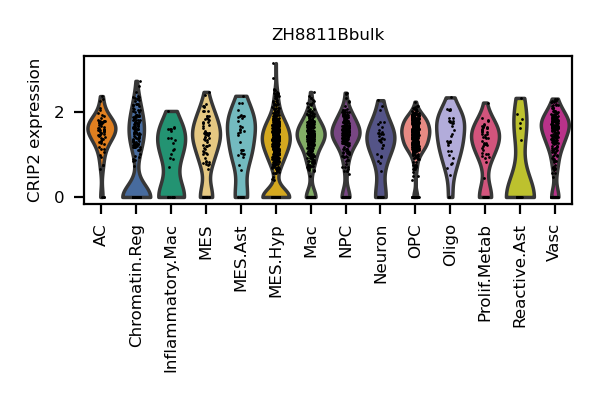 ZH8811Bbulk
CRIP2 expression
2
0
AC
Chromatin.Reg
Inflammatory.Mac
MES
MES.Ast
MES.Hyp
Mac
NPC
Neuron
OPC
Oligo
Prolif.Metab
Reactive.Ast
Vasc